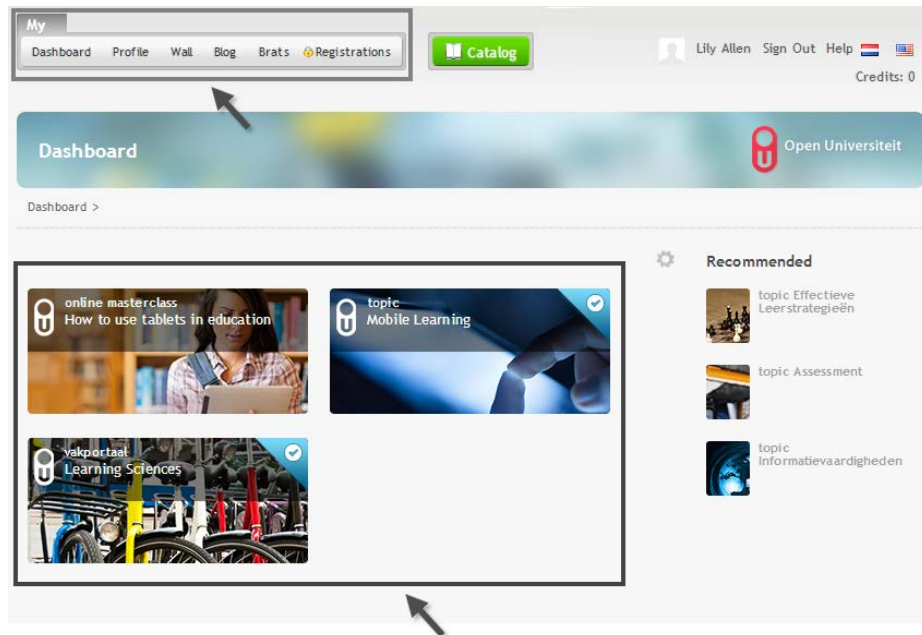 My
Dashboard Profile Wall Blog Brats Registrations
Catalog
Lily Allen Sign Out Help
Credits: 0
Dashboard
Open Universiteit
Dashboard >
online masterclass
How to use tablets in education
topic
Mobile Learning
vakportaal
Learning Sciences
Recommended
topic Effectieve
Leerstrategieën
topic Assessment
topic
Informatievaardigheden